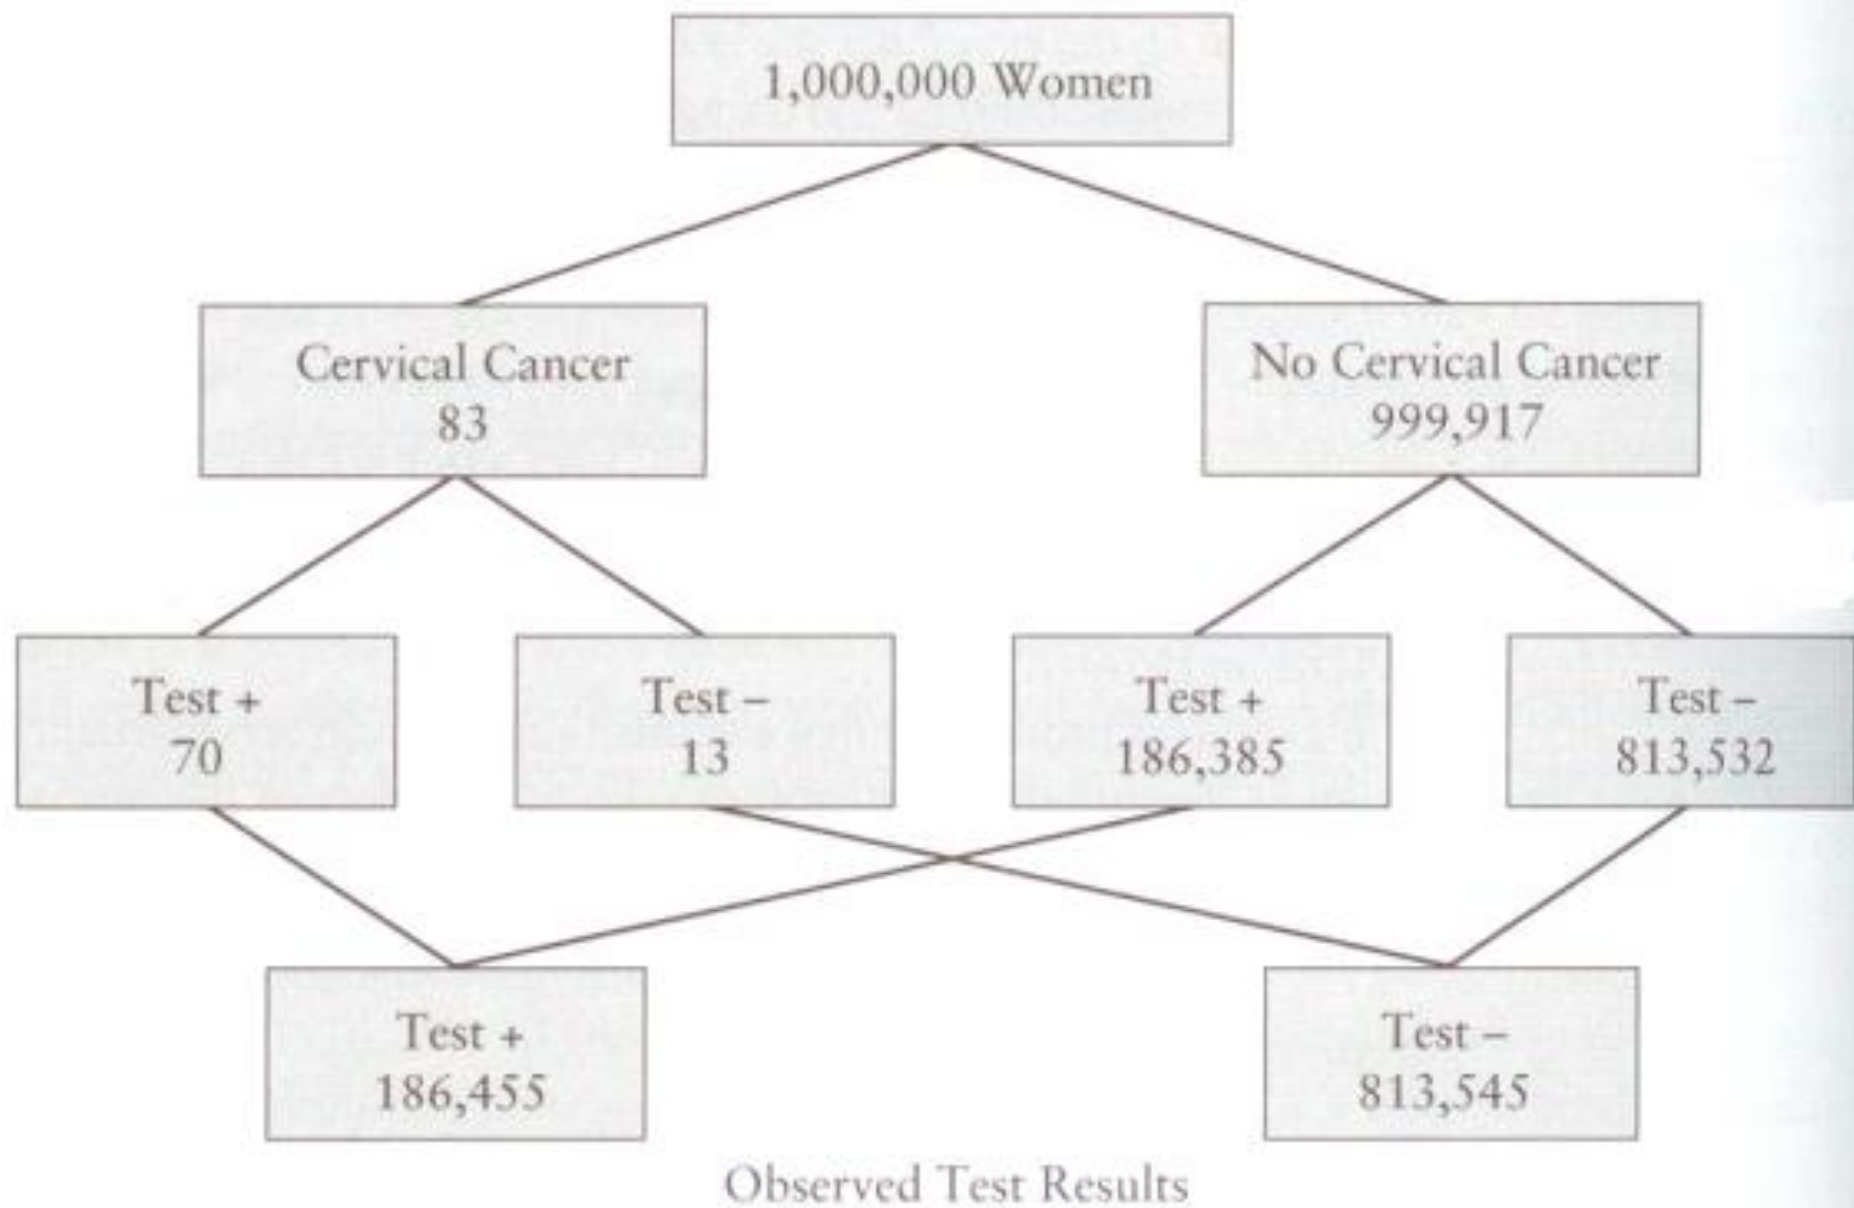 1,000,000 Women
Cervical Cancer
83
No Cervical Cancer
999,917
Test +
70
Test –
13
Test +
186,385
Test –
813,532
Test +
186,455
Test –
813,545
Observed Test Results